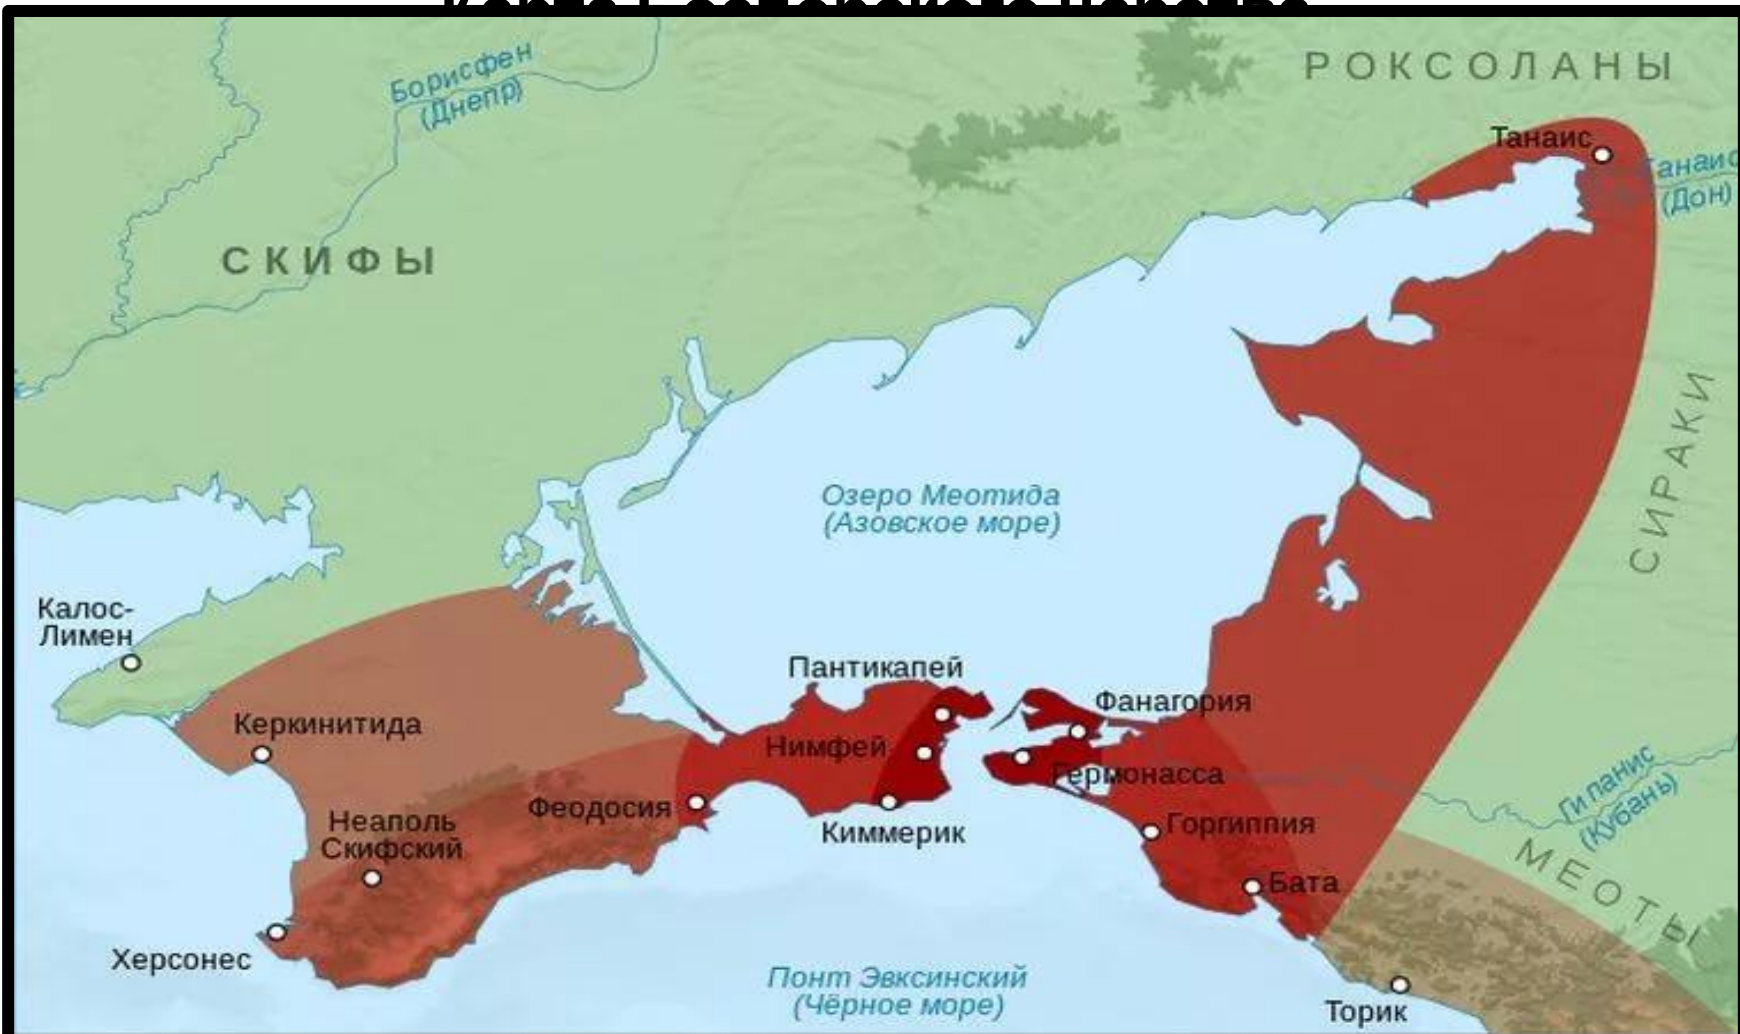 Борисфен
(Днепр)
РОКСОЛАНЫ
Танаис
Танаис
(Дон)
СКИФЫ
СИРАКИ
Озеро Меотида
(Азовское море)
Калос-
Лимен
Пантикапей
Фанагория
Керкинитида
Нимфей
Гермонасса
Гипанис
(Кубань)
Феодосия
Неаполь
Скифский
Киммерик
Горгиппия
МЕОТЫ
Бата
Херсонес
Понт Эвксинский
(Чёрное море)
Торик